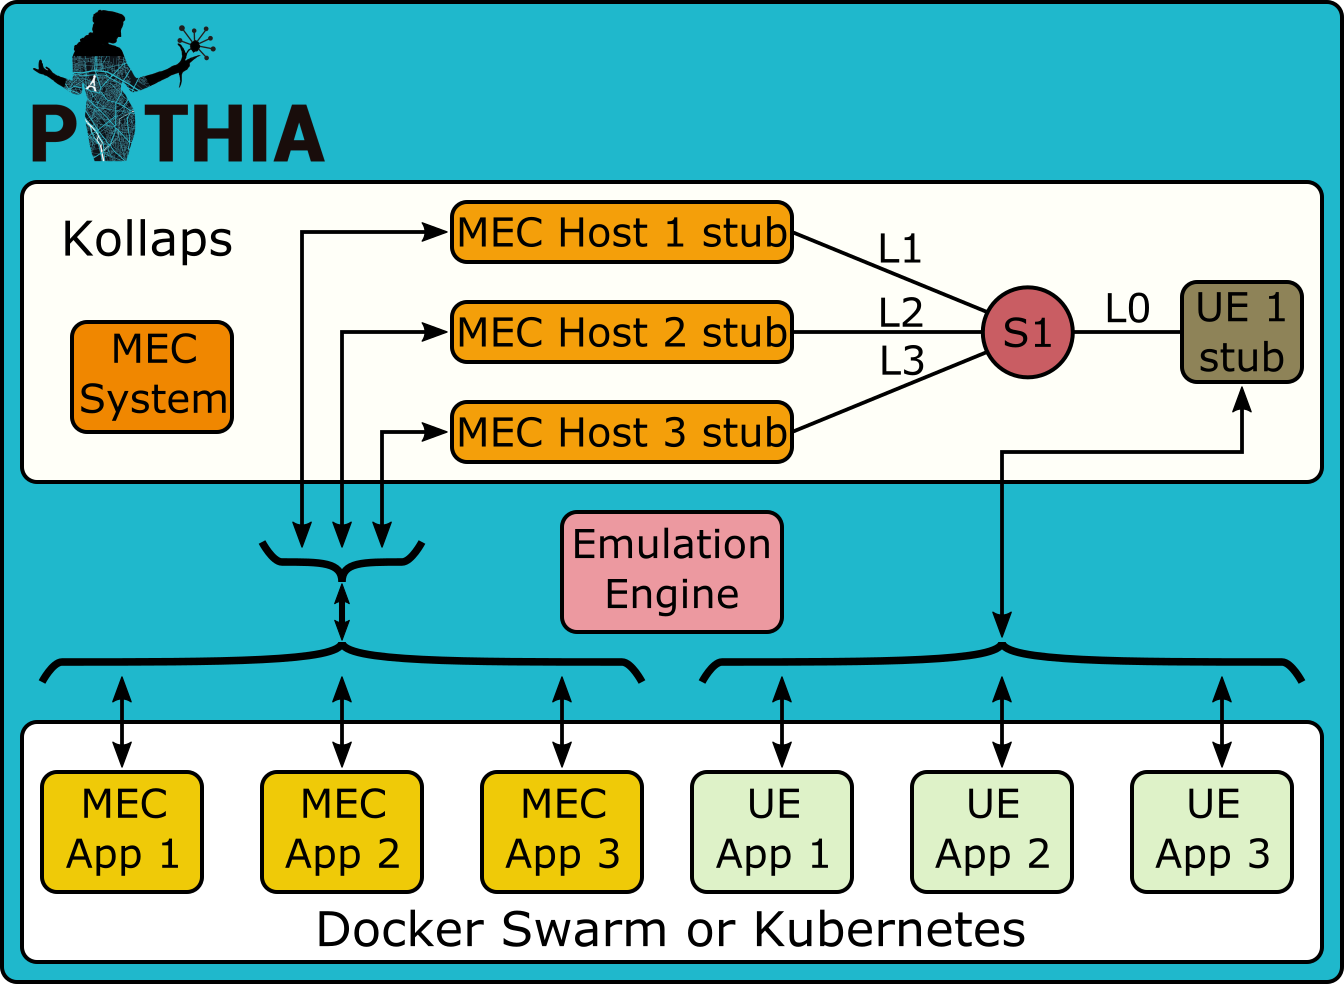 PYTHIA
Kollaps
MEC Host 1 stub
L1
MEC Host 2 stub
L2
S1
L0
UE 1
stub
MEC
System
L3
MEC Host 3 stub
Emulation
Engine
MEC
App 1
MEC
App 2
MEC
App 3
UE
App 1
UE
App 2
UE
App 3
Docker Swarm or Kubernetes